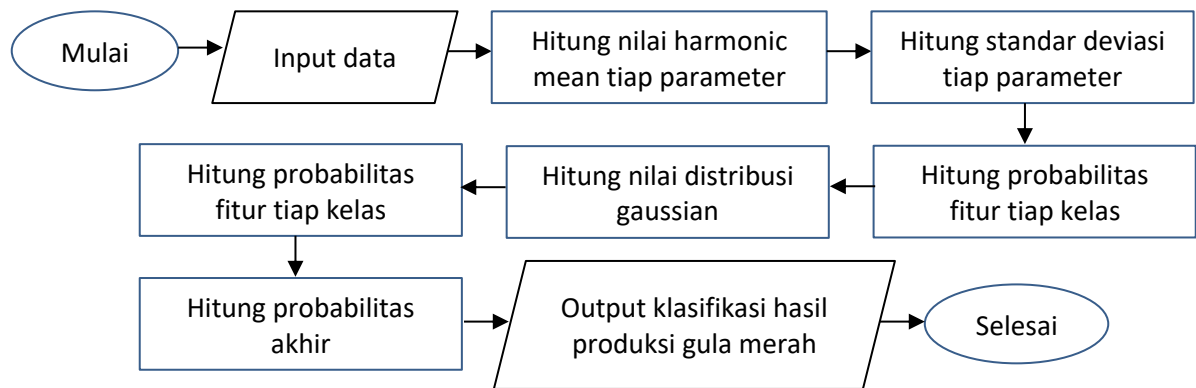 Mulai
Input data
Hitung nilai harmonic
mean tiap parameter
Hitung standar deviasi
tiap parameter
Hitung probabilitas
fitur tiap kelas
Hitung nilai distribusi
gaussian
Hitung probabilitas
fitur tiap kelas
Hitung probabilitas
akhir
Output klasifikasi hasil
produksi gula merah
Selesai